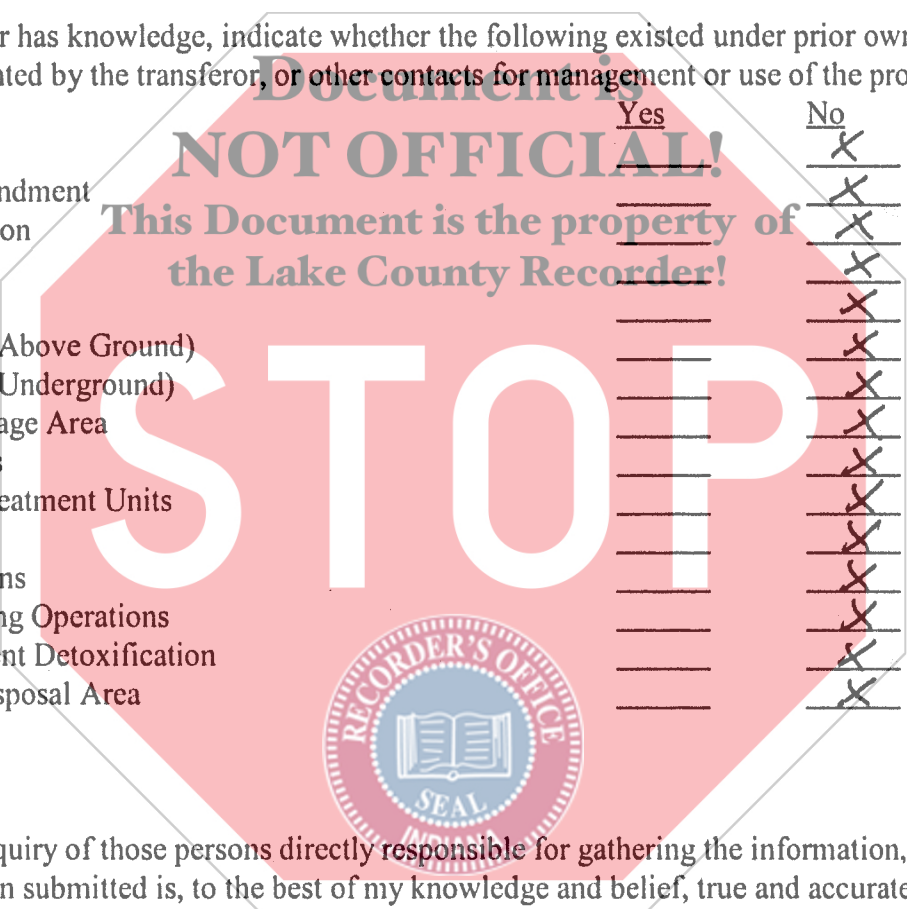 r has knowledge, indicate whether the following existed under prior own
ted by the transferor, or other contacts for management or use of the pro
Document is
Yes No
NOT OFFICIAL!
X
ndment X
This Document is the property of
on X
the Lake County Recorder!
X
X
Above Ground) X
Underground) X
age Area X
s X
eatment Units X
STOP
X
ns X
ng Operations X
nt Detoxification X
sposal Area X
RECORDER'S OFFICE
SEAL
INDIANA
quiry of those persons directly responsible for gathering the information,
n submitted is, to the best of my knowledge and belief, true and accurate